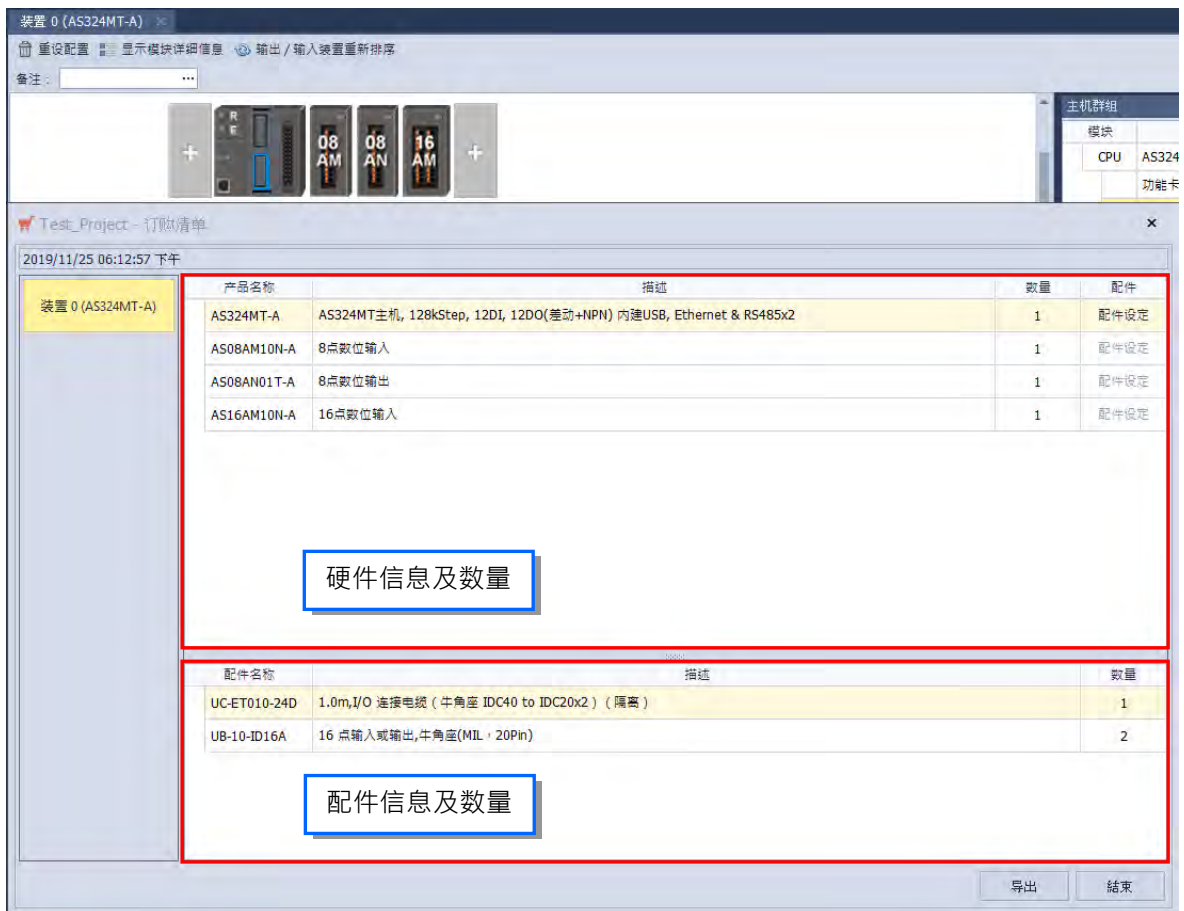 装置 0 (AS324MT-A)
重设配置 显示模块详细信息 输出 / 输入装置重新排序
备注： ...
R
E
08 AM 08 AN 16 AM
主机群组
模块
CPU AS324
功能卡
Test_Project - 订购清单
2019/11/25 06:12:57 下午
装置 0 (AS324MT-A)
产品名称 描述 数量 配件
AS324MT-A AS324MT主机, 128kStep, 12DI, 12DO(差动+NPN) 内建USB, Ethernet & RS485x2 1 配件设定
AS08AM10N-A 8点数位输入 1 配件设定
AS08AN01T-A 8点数位输出 1 配件设定
AS16AM10N-A 16点数位输入 1 配件设定
硬件信息及数量
配件名称 描述 数量
UC-ET010-24D 1.0m,I/O 连接电缆（牛角座 IDC40 to IDC20x2）（隔离） 1
UB-10-ID16A 16 点输入或输出,牛角座(MIL，20Pin) 2
配件信息及数量
导出 結束